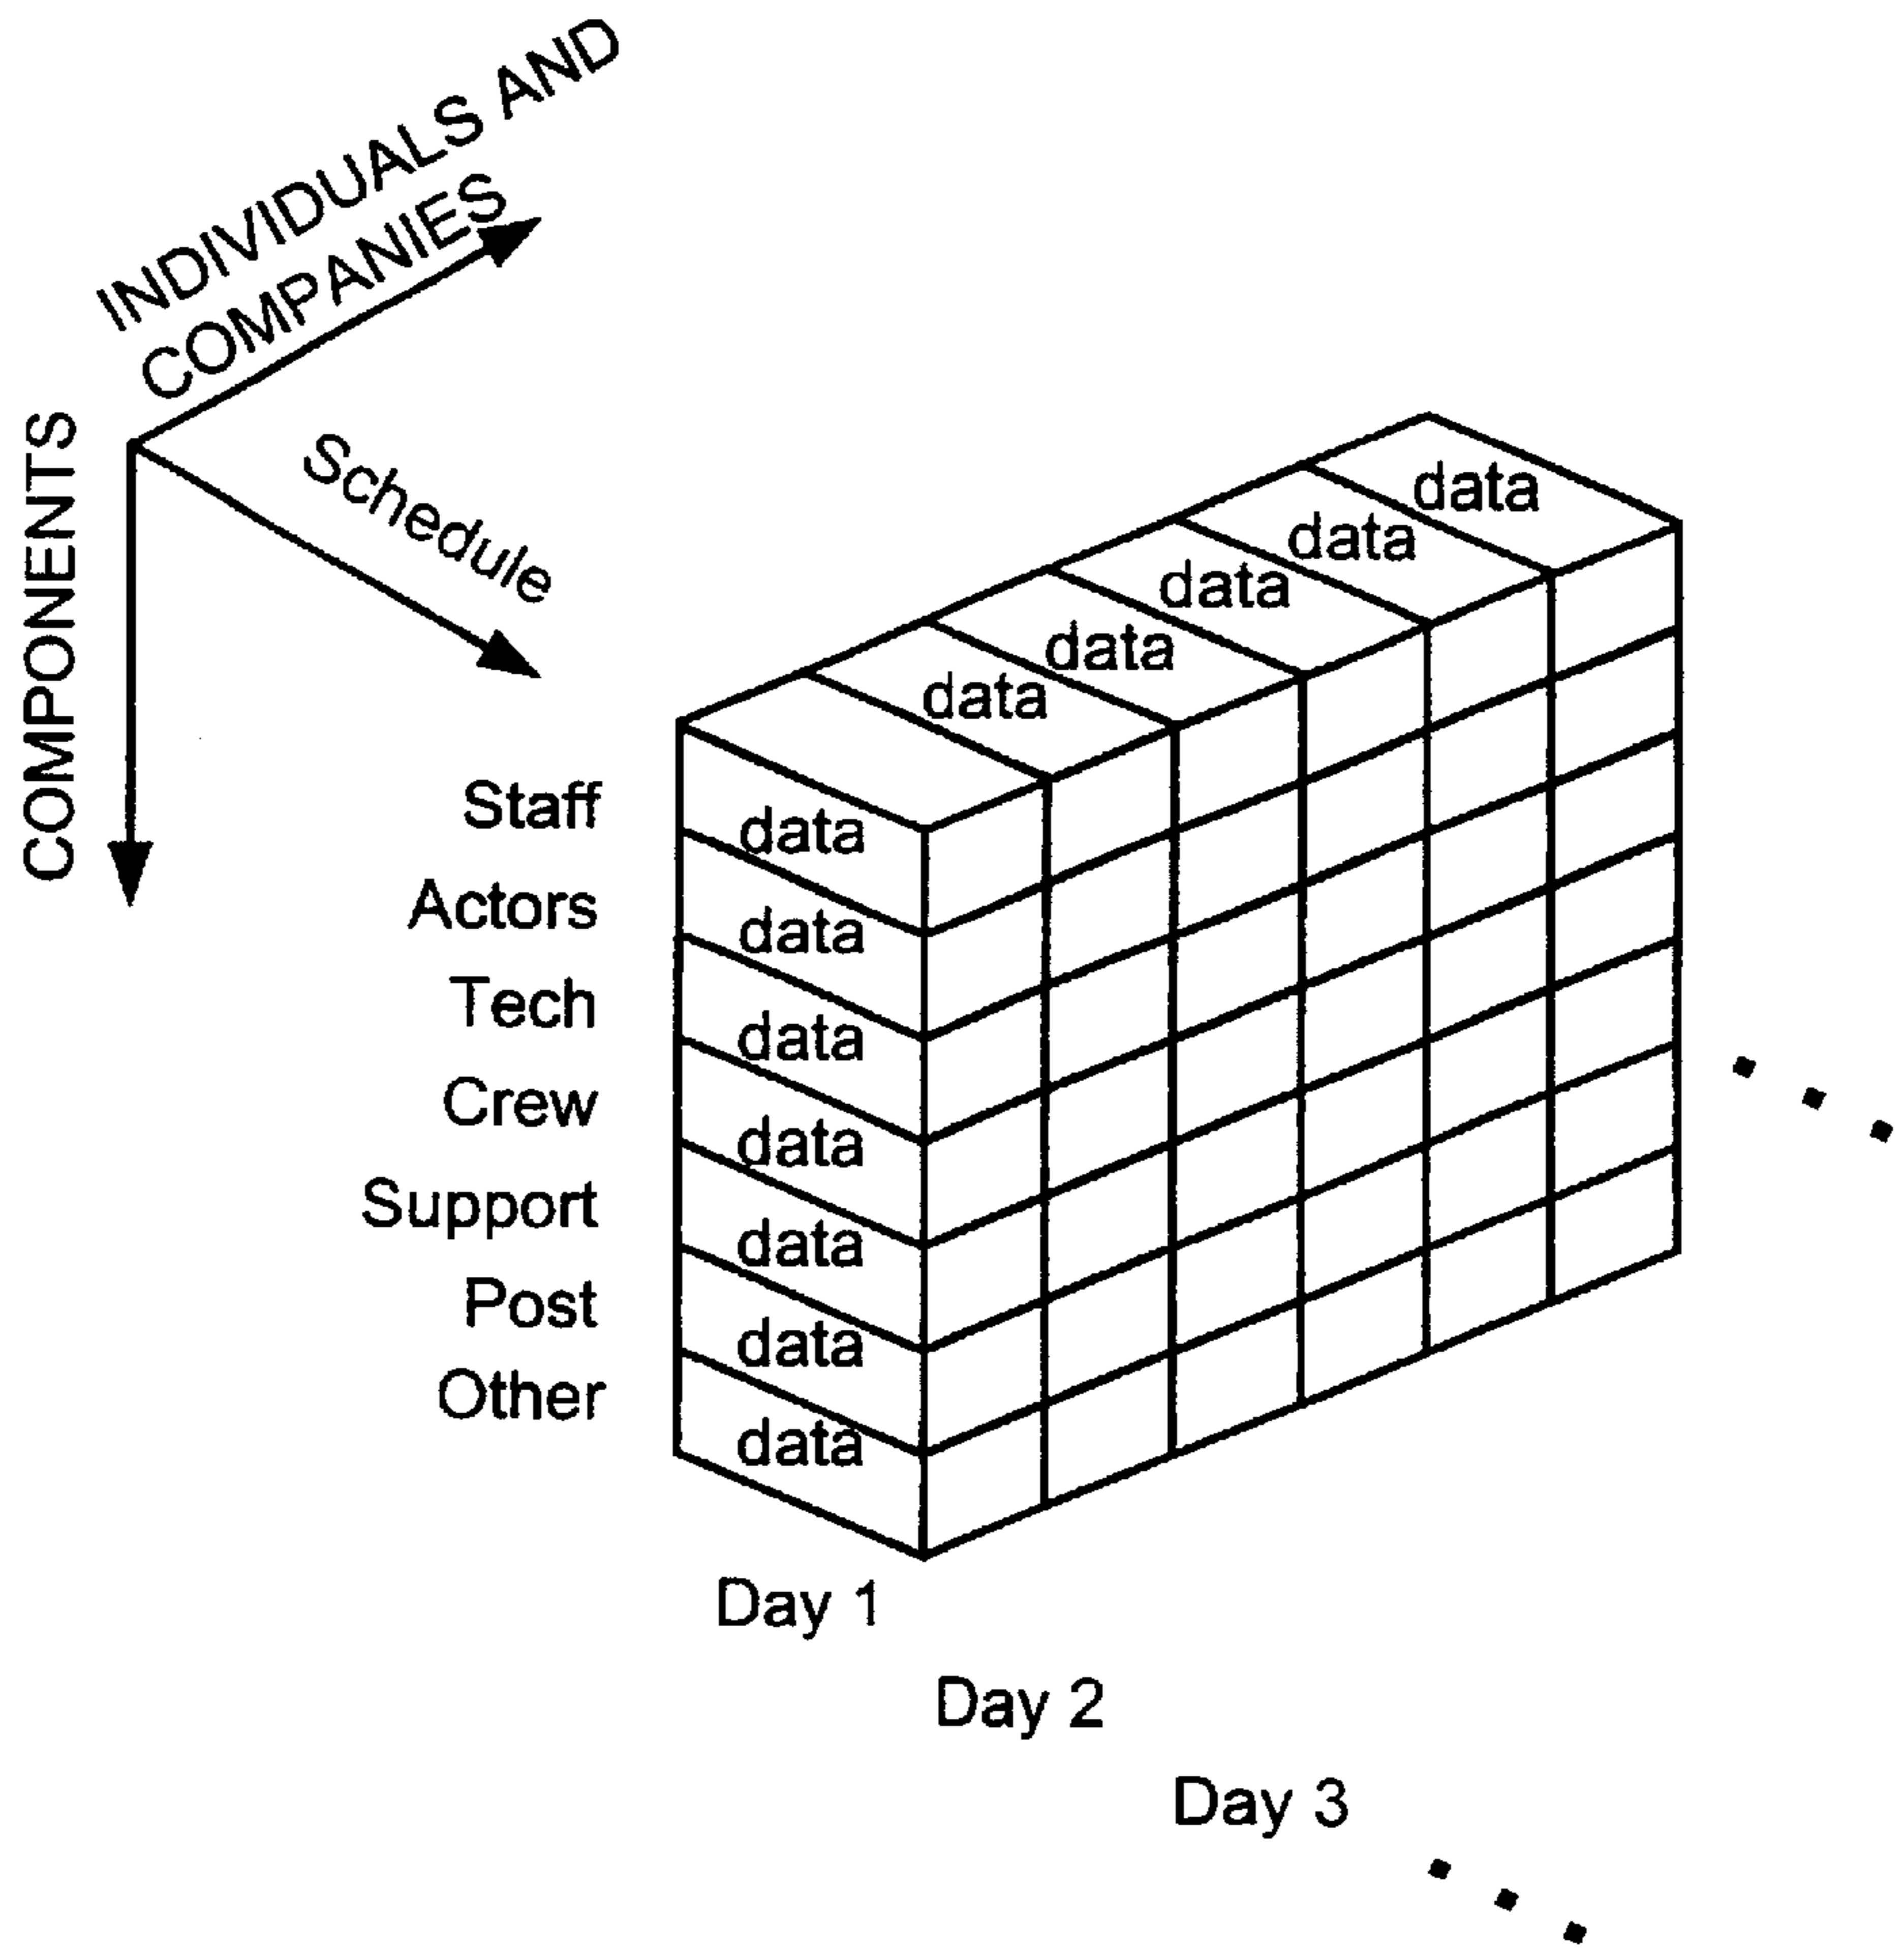 INDIVIDUALS AND
COMPANIES
COMPONENTS
Schedule
data
data
data
data
data
Staff
data
Actors
data
Tech
data
Crew
data
Support
data
Post
data
Other
data
Day 1
Day 2
Day 3